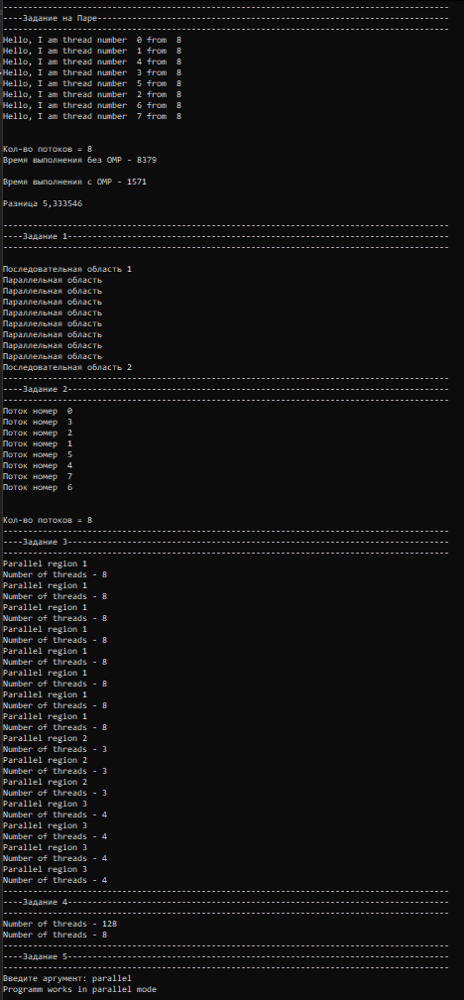 ----Задание на Паре----
Hello, I am thread number  0 from  8
Hello, I am thread number  1 from  8
Hello, I am thread number  4 from  8
Hello, I am thread number  3 from  8
Hello, I am thread number  5 from  8
Hello, I am thread number  2 from  8
Hello, I am thread number  6 from  8
Hello, I am thread number  7 from  8
Кол-во потоков = 8
Время выполнения без OMP - 8379
Время выполнения с OMP - 1571
Разница 5,333546
----Задание 1----
Последовательная область 1
Параллельная область
Параллельная область
Параллельная область
Параллельная область
Параллельная область
Параллельная область
Параллельная область
Параллельная область
Последовательная область 2
----Задание 2----
Поток номер  0
Поток номер  3
Поток номер  2
Поток номер  1
Поток номер  5
Поток номер  4
Поток номер  7
Поток номер  6
Кол-во потоков = 8
----Задание 3----
Parallel region 1
Number of threads - 8
Parallel region 1
Number of threads - 8
Parallel region 1
Number of threads - 8
Parallel region 1
Number of threads - 8
Parallel region 1
Number of threads - 8
Parallel region 1
Number of threads - 8
Parallel region 1
Number of threads - 8
Parallel region 1
Number of threads - 8
Parallel region 2
Number of threads - 3
Parallel region 2
Number of threads - 3
Parallel region 2
Number of threads - 3
Parallel region 3
Number of threads - 4
Parallel region 3
Number of threads - 4
Parallel region 3
Number of threads - 4
Parallel region 3
Number of threads - 4
----Задание 4----
Number of threads - 128
Number of threads - 8
----Задание 5----
Введите аргумент: parallel
Programm works in parallel mode